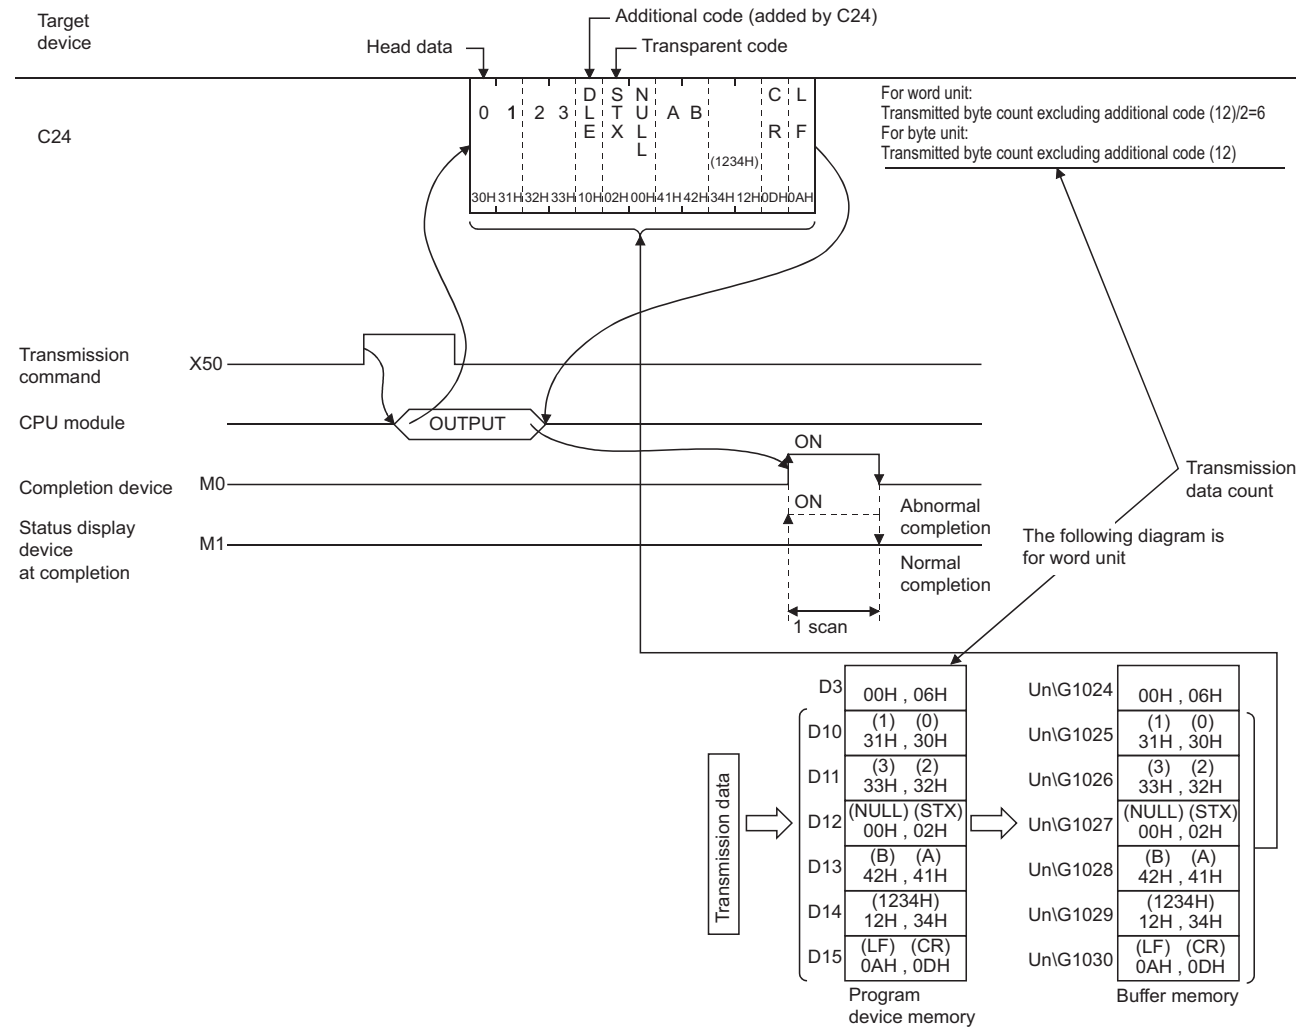 Target
device
Additional code (added by C24)
Head data
Transparent code
C24
0 1 2 3 DLE STX NULL A B CR LF
(1234H)
30H 31H 32H 33H 10H 02H 00H 41H 42H 34H 12H 0DH 0AH
For word unit:
Transmitted byte count excluding additional code (12)/2=6
For byte unit:
Transmitted byte count excluding additional code (12)
Transmission
command
X50
CPU module
OUTPUT
ON
Completion device
M0
ON
Abnormal
completion
Status display
device
at completion
M1
Normal
completion
1 scan
Transmission
data count
The following diagram is
for word unit
Transmission data
D3
00H , 06H
D10
(1) (0)
31H , 30H
D11
(3) (2)
33H , 32H
D12
(NULL) (STX)
00H , 02H
D13
(B) (A)
42H , 41H
D14
(1234H)
12H , 34H
D15
(LF) (CR)
0AH , 0DH
Program
device memory
Un\G1024
00H , 06H
Un\G1025
(1) (0)
31H , 30H
Un\G1026
(3) (2)
33H , 32H
Un\G1027
(NULL) (STX)
00H , 02H
Un\G1028
(B) (A)
42H , 41H
Un\G1029
(1234H)
12H , 34H
Un\G1030
(LF) (CR)
0AH , 0DH
Buffer memory